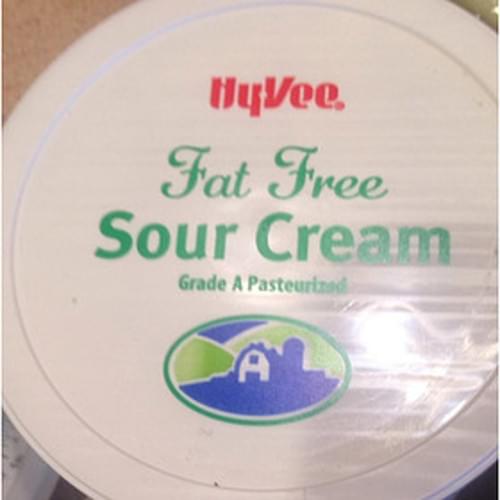 HyVee
Fat Free
Sour Cream
Grade A Pasteurized